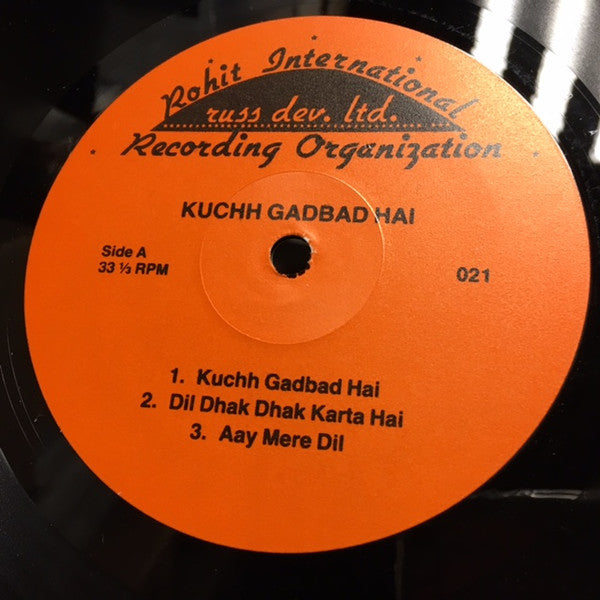 Rohit International
russ dev. ltd.
Recording Organization
KUCHH GADBAD HAI
Side A
33 ⅓ RPM
021
1. Kuchh Gadbad Hai
2. Dil Dhak Dhak Karta Hai
3. Aay Mere Dil